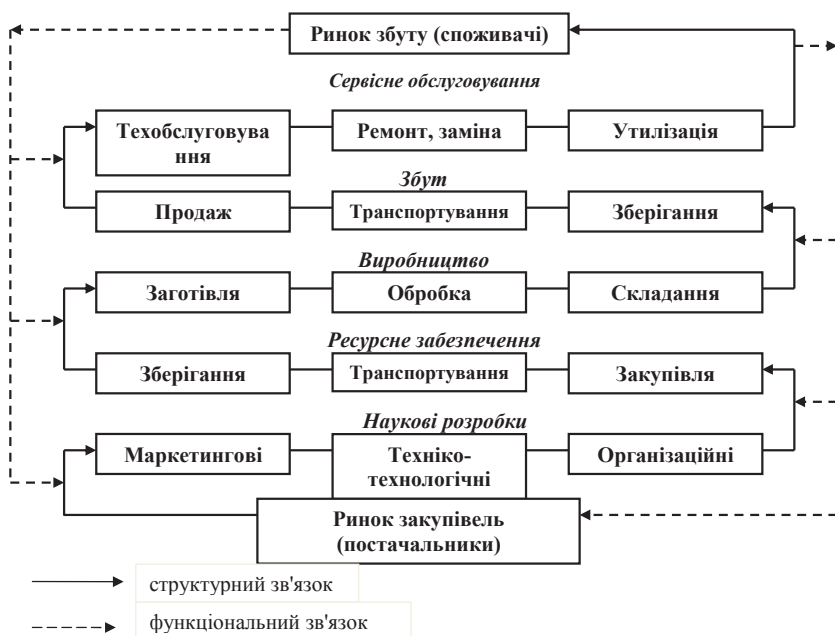 Ринок збуту (споживачі)
Сервісне обслуговування
Техобслуговува
ння
Ремонт, заміна
Утилізація
Збут
Продаж
Транспортування
Зберігання
Виробництво
Заготівля
Обробка
Складання
Ресурсне забезпечення
Зберігання
Транспортування
Закупівля
Наукові розробки
Маркетингові
Техніко-
технологічні
Організаційні
Ринок закупівель
(постачальники)
структурний зв'язок
функціональний зв'язок